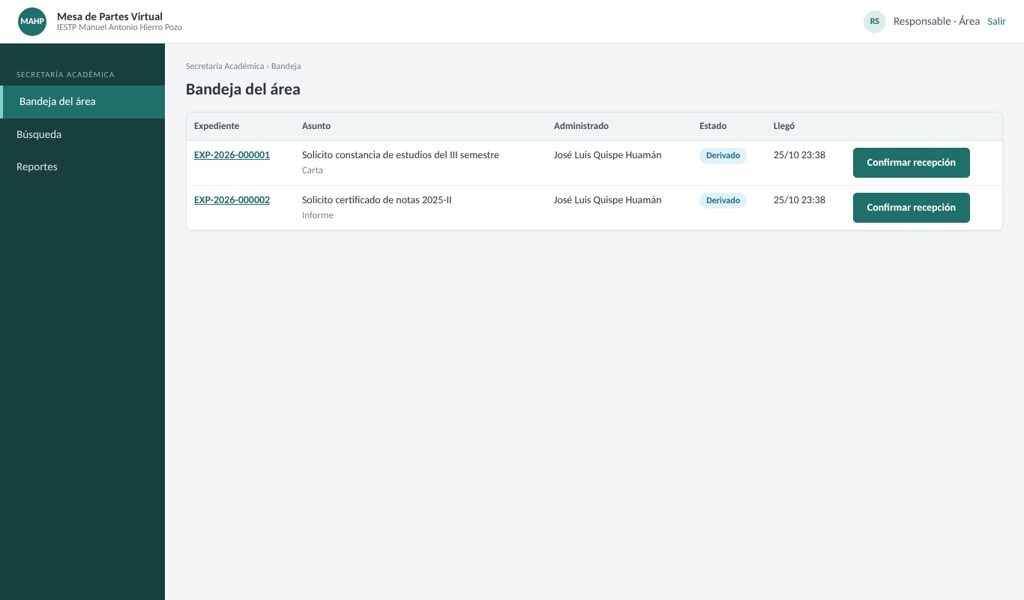 MAHP
Mesa de Partes Virtual
IESTP Manuel Antonio Hierro Pozo
RS Responsable - Área Salir
SECRETARÍA ACADÉMICA
Bandeja del área
Búsqueda
Reportes
Secretaría Académica › Bandeja
Bandeja del área
Expediente Asunto Administrado Estado Llegó
EXP-2026-000001 Solicito constancia de estudios del III semestre José Luis Quispe Huamán Derivado 25/10 23:38 Confirmar recepción
Carta
EXP-2026-000002 Solicito certificado de notas 2025-II José Luis Quispe Huamán Derivado 25/10 23:38 Confirmar recepción
Informe